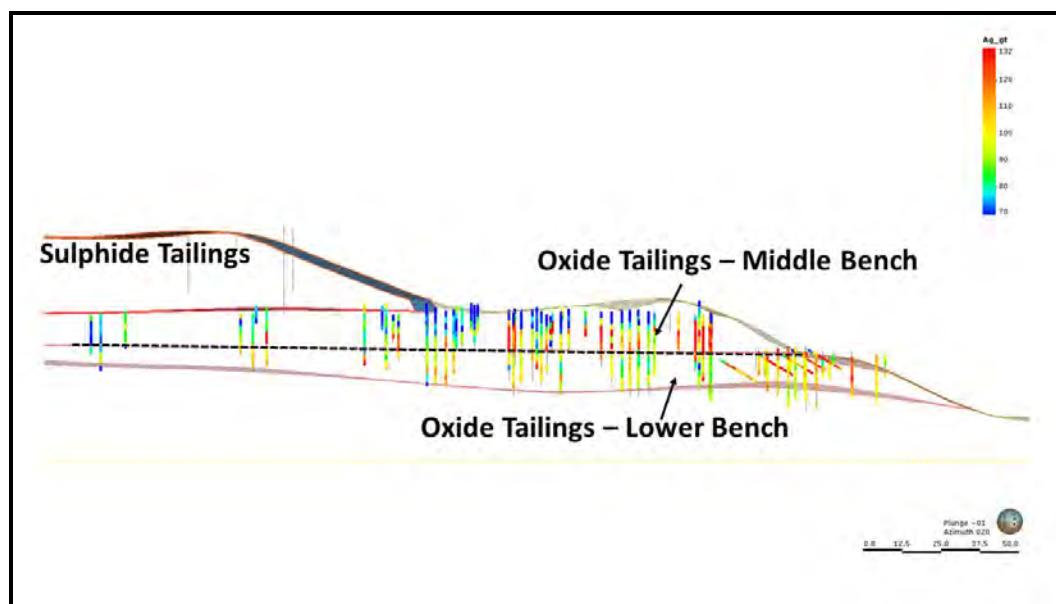 Ag_gt
132
120
110
100
90
80
70
Sulphide Tailings
Oxide Tailings – Middle Bench
Oxide Tailings – Lower Bench
Plunge -01
Azimuth 020
0.0 12.5 25.0 37.5 50.0